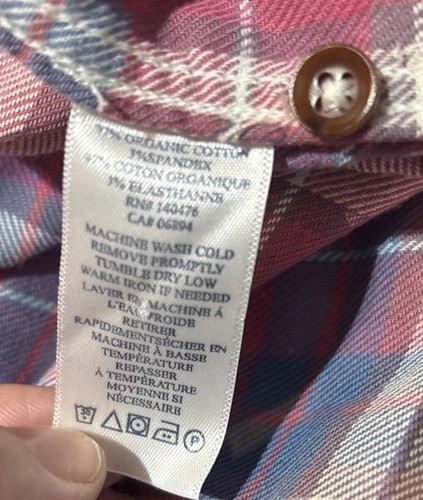 97% ORGANIC COTTON
3% SPANDEX
97% COTON ORGANIQUE
3% ELASTHANNE
RN# 140476
CA# 06894
MACHINE WASH COLD
REMOVE PROMPTLY
TUMBLE DRY LOW
WARM IRON IF NEEDED
LAVER EN MACHINE À
L'EAU FROIDE
RETIRER
RAPIDEMENTSÉCHER EN
MACHINE À BASSE
TEMPÉRATURE
REPASSER
À TEMPÉRATURE
MOYENNE SI
NÉCESSAIRE
30 P